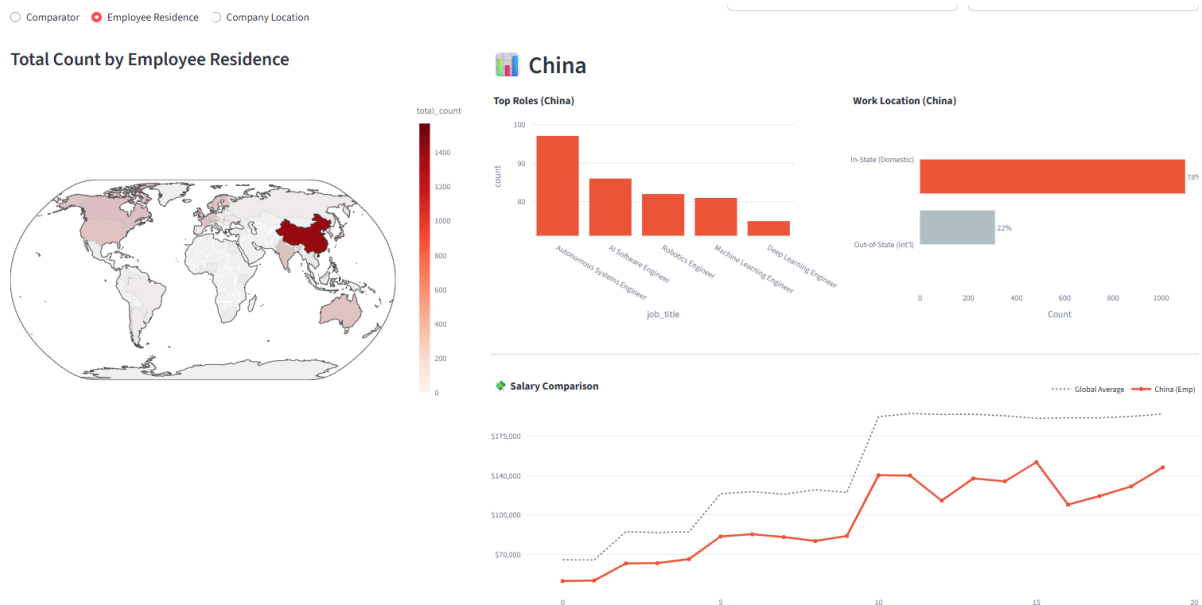 Comparator
Employee Residence
Company Location
Total Count by Employee Residence
total_count
1400
1200
1000
800
600
400
200
0
China
Top Roles (China)
100
90
80
count
Autonomous Systems Engineer
AI Software Engineer
Robotics Engineer
Machine Learning Engineer
Deep Learning Engineer
job_title
Work Location (China)
In-State (Domestic)
78%
Out-of-State (Int'l)
22%
0
200
400
600
800
1000
Count
Salary Comparison
Global Average
China (Emp)
$175,000
$140,000
$105,000
$70,000
0
5
10
15
20